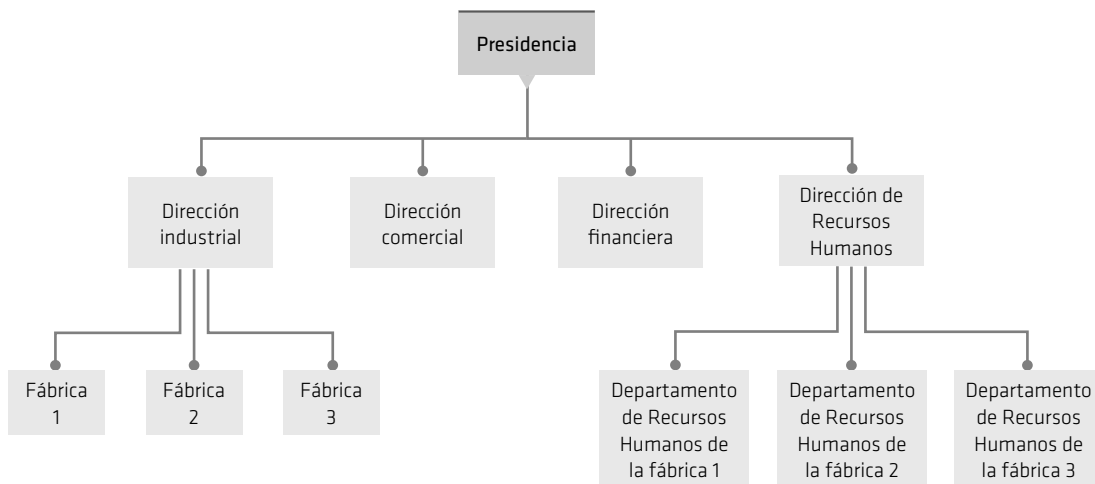 Presidencia
Dirección
industrial
Dirección
comercial
Dirección
financiera
Dirección de
Recursos
Humanos
Fábrica
1
Fábrica
2
Fábrica
3
Departamento
de Recursos
Humanos de
la fábrica 1
Departamento
de Recursos
Humanos de
la fábrica 2
Departamento
de Recursos
Humanos de
la fábrica 3